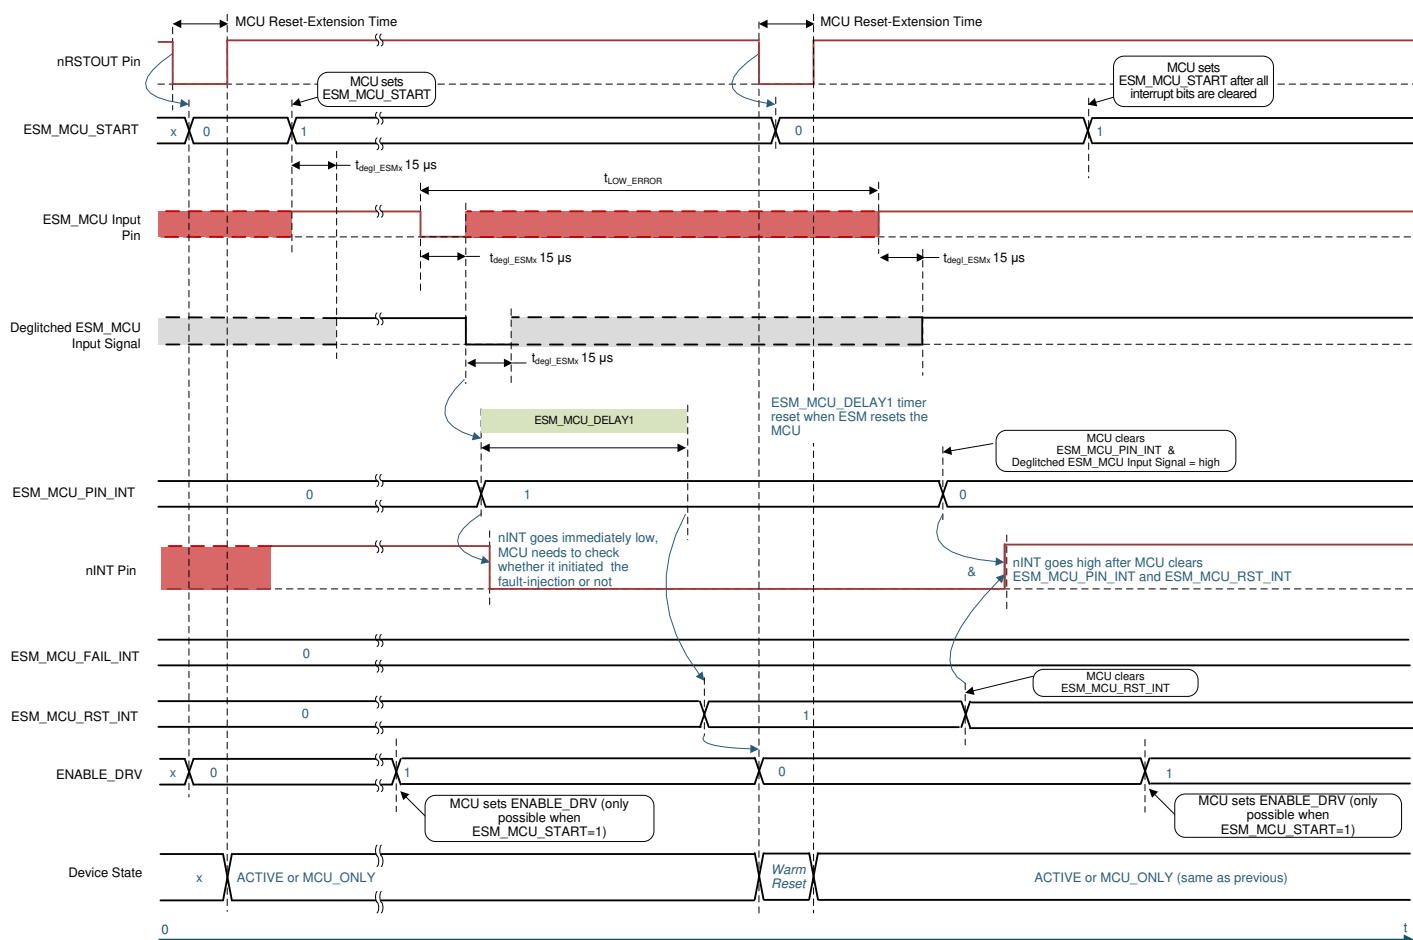 MCU Reset-Extension Time
MCU Reset-Extension Time
nRSTOUT Pin
MCU sets
ESM_MCU_START
MCU sets
ESM_MCU_START after all
interrupt bits are cleared
ESM_MCU_START
x
0
1
0
1
tdegl_ESMx 15 µs
tLOW_ERROR
ESM_MCU Input
Pin
tdegl_ESMx 15 µs
tdegl_ESMx 15 µs
Deglitched ESM_MCU
Input Signal
tdegl_ESMx 15 µs
ESM_MCU_DELAY1
ESM_MCU_DELAY1 timer
reset when ESM resets the
MCU
MCU clears
ESM_MCU_PIN_INT &
Deglitched ESM_MCU Input Signal = high
ESM_MCU_PIN_INT
0
1
0
nINT Pin
nINT goes immediately low,
MCU needs to check
whether it initiated the
fault-injection or not
&
nINT goes high after MCU clears
ESM_MCU_PIN_INT and ESM_MCU_RST_INT
ESM_MCU_FAIL_INT
0
MCU clears
ESM_MCU_RST_INT
ESM_MCU_RST_INT
0
1
ENABLE_DRV
x
0
1
0
1
MCU sets ENABLE_DRV (only
possible when
ESM_MCU_START=1)
MCU sets ENABLE_DRV (only
possible when
ESM_MCU_START=1)
Device State
x
ACTIVE or MCU_ONLY
Warm
Reset
ACTIVE or MCU_ONLY (same as previous)
0
t